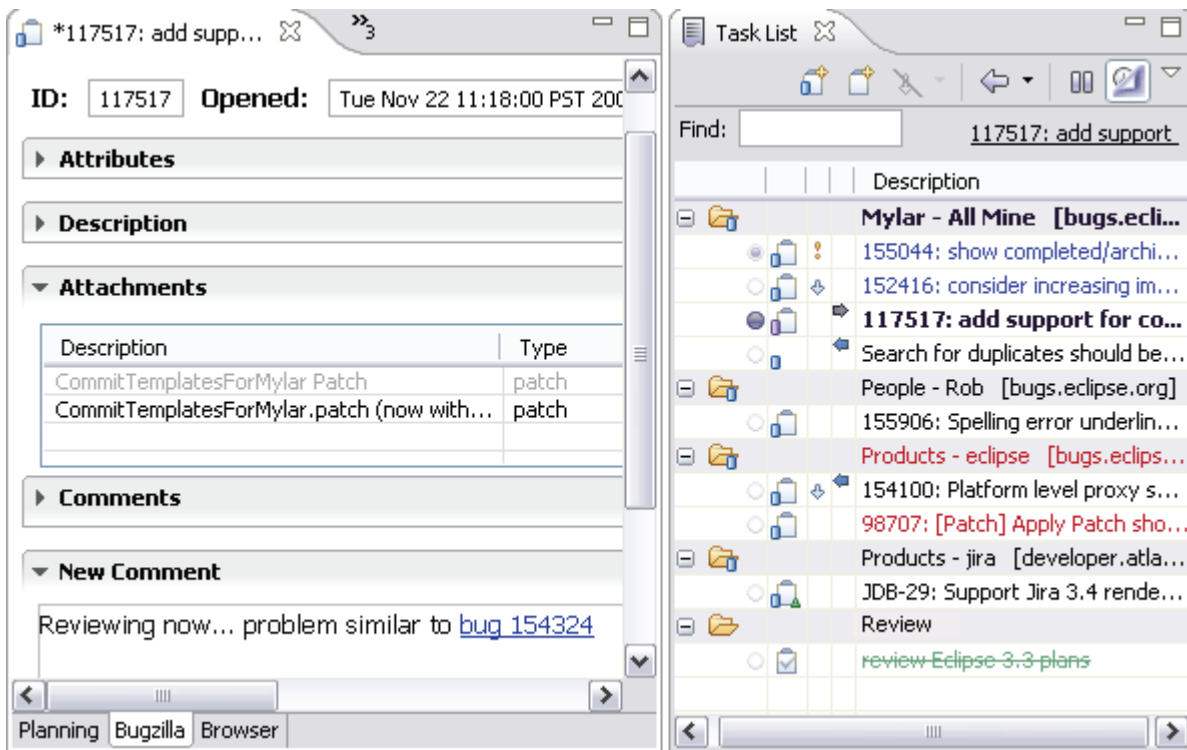 *117517: add supp...
»3
ID: 117517 Opened: Tue Nov 22 11:18:00 PST 200
Attributes
Description
Attachments
Description Type
CommitTemplatesForMylar Patch patch
CommitTemplatesForMylar.patch (now with... patch
Comments
New Comment
Reviewing now... problem similar to bug 154324
Planning Bugzilla Browser
Task List
Find: 117517: add support
Description
Mylar - All Mine [bugs.ecli...
155044: show completed/archi...
152416: consider increasing im...
117517: add support for co...
Search for duplicates should be...
People - Rob [bugs.eclipse.org]
155906: Spelling error underlin...
Products - eclipse [bugs.eclips...
154100: Platform level proxy s...
98707: [Patch] Apply Patch sho...
Products - jira [developer.atla...
JDB-29: Support Jira 3.4 rende...
Review
review Eclipse 3.3 plans